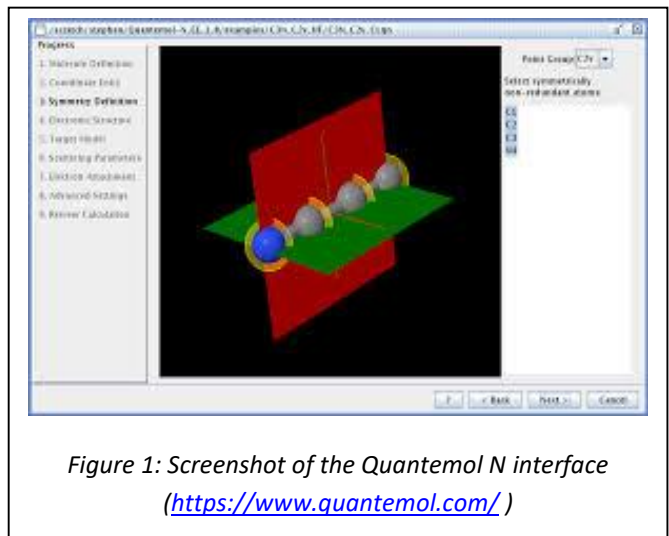 Progress
1. Molecule Definition
2. Coordinate Entry
3. Symmetry Definition
4. Electronic Structure
5. Target Model
6. Scattering Parameters
7. Electron Attachment
8. Advanced Settings
9. Review Calculation
Point Group C2v
Select symmetrically
non-redundant atoms
C1
C2
C3
N4
? < Back Next > Cancel
Figure 1: Screenshot of the Quantemol N interface
(https://www.quantemol.com/ )